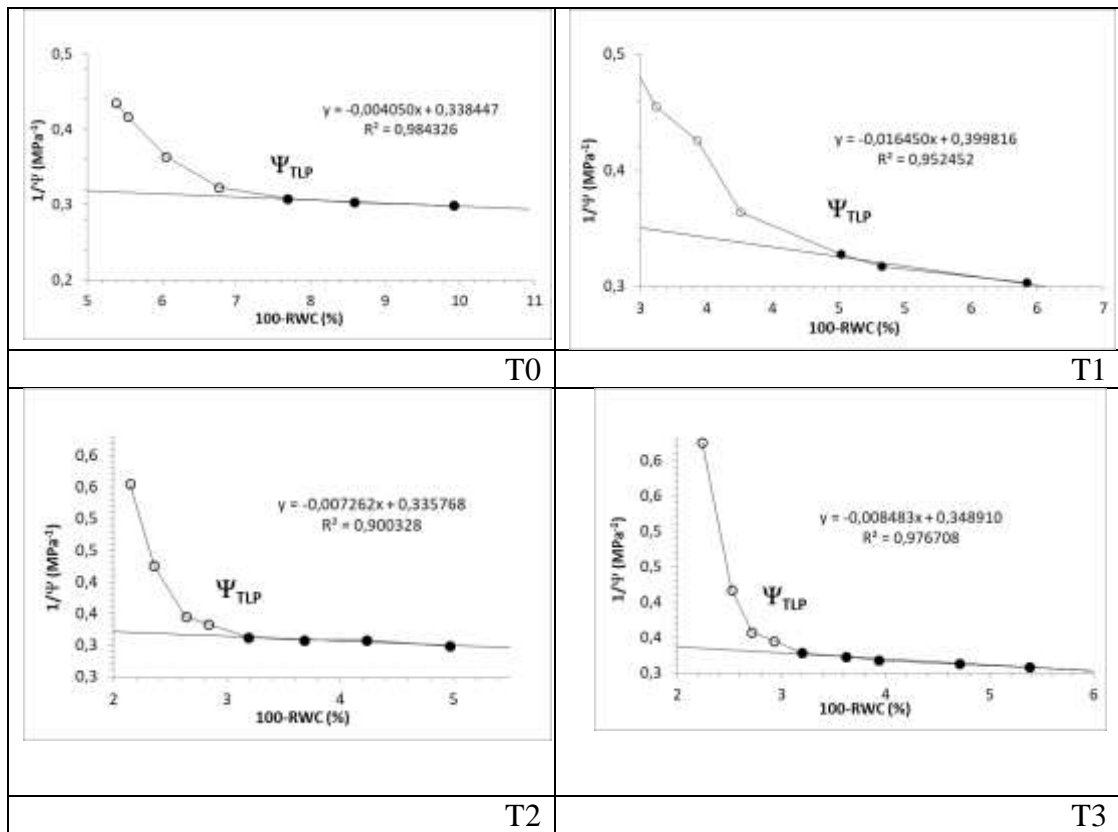 0,5
0,4
0,3
0,2
1/Ψ (MPa⁻¹)
y = -0,004050x + 0,338447
R² = 0,984326
Ψ_TLP
5 6 7 8 9 10 11
100-RWC (%)
T0
0,5
0,4
0,3
1/Ψ (MPa⁻¹)
y = -0,016450x + 0,399816
R² = 0,952452
Ψ_TLP
3 4 4 5 5 6 6 7
100-RWC (%)
T1
0,6
0,6
0,5
0,5
0,4
0,4
0,3
0,3
1/Ψ (MPa⁻¹)
y = -0,007262x + 0,335768
R² = 0,900328
Ψ_TLP
2 3 4 5
100-RWC (%)
T2
0,6
0,6
0,5
0,5
0,4
0,4
0,3
1/Ψ (MPa⁻¹)
y = -0,008483x + 0,348910
R² = 0,976708
Ψ_TLP
2 3 4 5 6
100-RWC (%)
T3